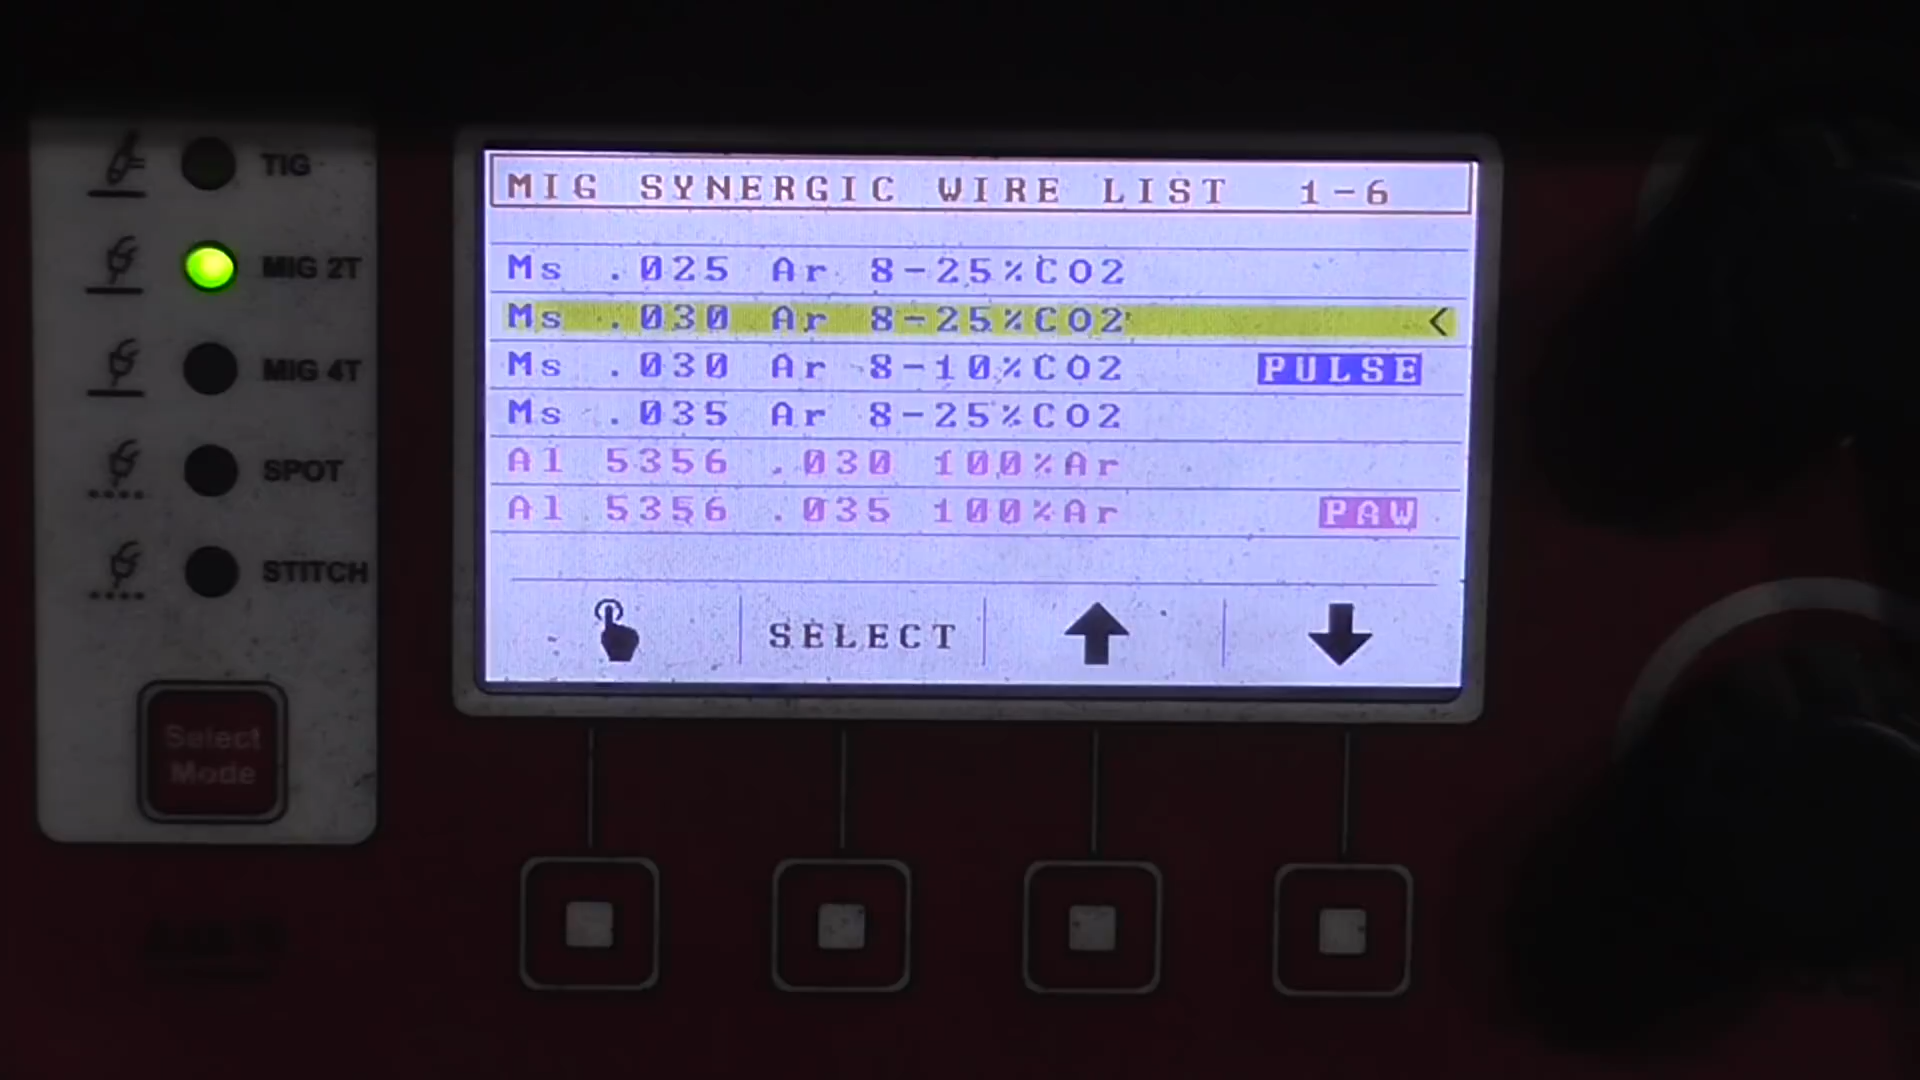 TIG
MIG 2T
MIG 4T
SPOT
STITCH
Select
Mode
MIG SYNERGIC WIRE LIST 1-6
Ms .025 Ar 8-25%CO2
Ms .030 Ar 8-25%CO2 <
Ms .030 Ar 8-10%CO2 PULSE
Ms .035 Ar 8-25%CO2
Al 5356 .030 100%Ar
Al 5356 .035 100%Ar PAW
SELECT